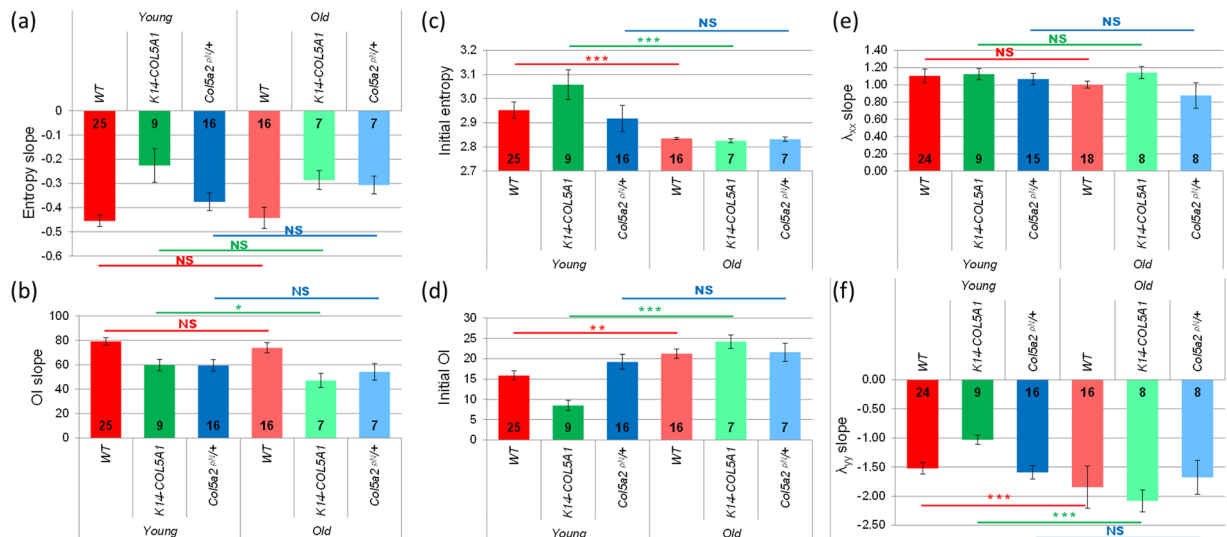 (a)
Young Old
WT K14-COL5A1 Col5a2 pN/+ WT K14-COL5A1 Col5a2 pN/+
0
-0.1
-0.2
-0.3
-0.4
-0.5
-0.6
Entropy slope
25 9 16 16 7 7
NS
NS
NS
(b)
NS
*
NS
100
80
60
40
20
0
OI slope
25 9 16 16 7 7
WT K14-COL5A1 Col5a2 pN/+ WT K14-COL5A1 Col5a2 pN/+
Young Old
(c)
NS
***
***
3.2
3.1
3.0
2.9
2.8
2.7
Initial entropy
25 9 16 16 7 7
WT K14-COL5A1 Col5a2 pN/+ WT K14-COL5A1 Col5a2 pN/+
Young Old
(d)
NS
***
**
30
25
20
15
10
5
0
Initial OI
25 9 16 16 7 7
WT K14-COL5A1 Col5a2 pN/+ WT K14-COL5A1 Col5a2 pN/+
Young Old
(e)
NS
NS
NS
1.40
1.20
1.00
0.80
0.60
0.40
0.20
0.00
λxx slope
24 9 15 18 8 8
WT K14-COL5A1 Col5a2 pN/+ WT K14-COL5A1 Col5a2 pN/+
Young Old
(f)
Young Old
WT K14-COL5A1 Col5a2 pN/+ WT K14-COL5A1 Col5a2 pN/+
0.00
-0.50
-1.00
-1.50
-2.00
-2.50
λyy slope
24 9 16 16 8 8
***
***
NS